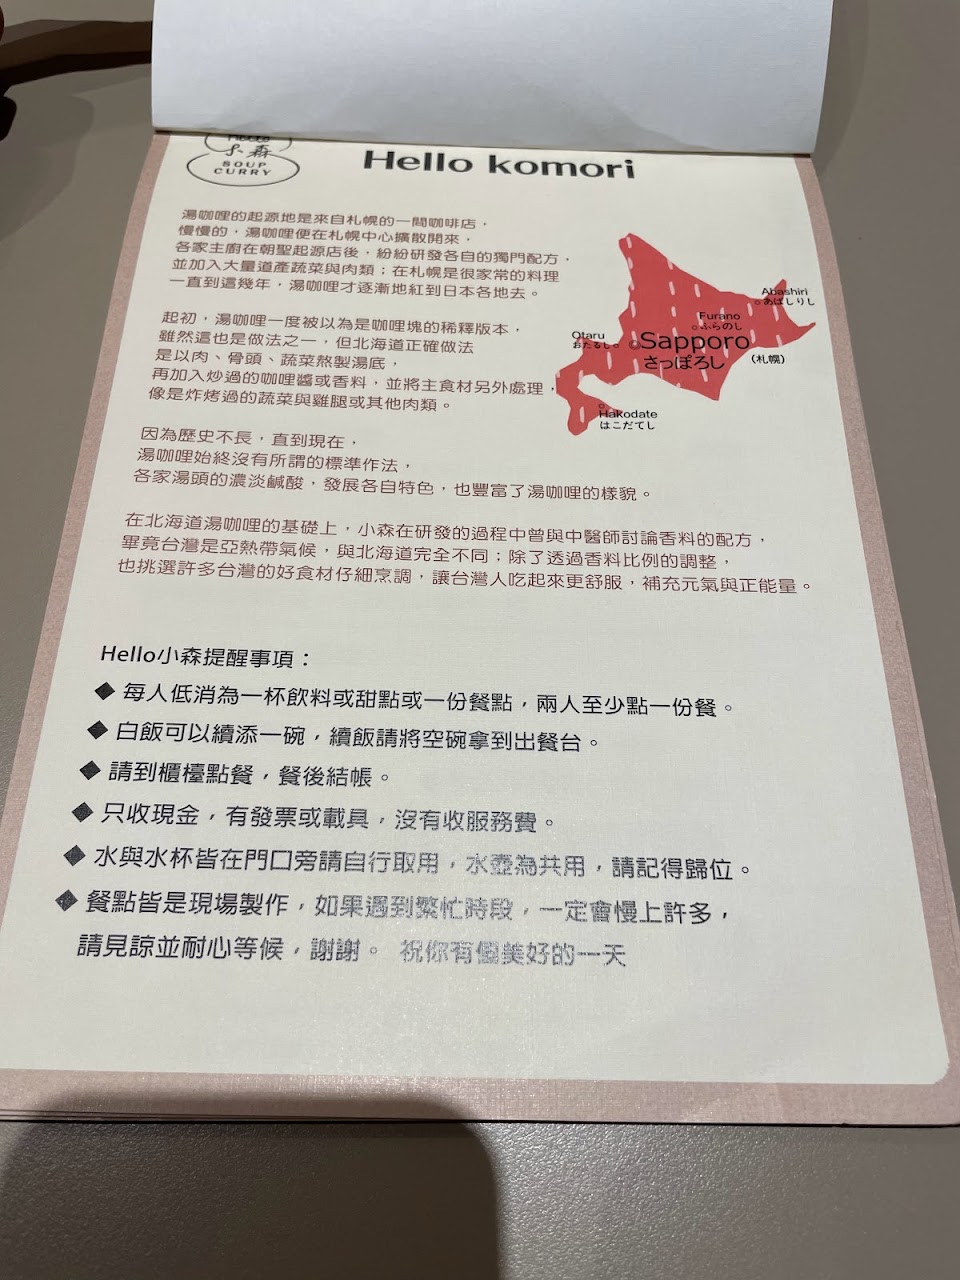 Hello
小森
SOUP
CURRY
Hello komori
湯咖哩的起源地是來自札幌的一間咖啡店，
慢慢的，湯咖哩便在札幌中心擴散開來，
各家主廚在朝聖起源店後，紛紛研發各自的獨門配方，
並加入大量道產蔬菜與肉類；在札幌是很家常的料理
一直到這幾年，湯咖哩才逐漸地紅到日本各地去。
起初，湯咖哩一度被以為是咖哩塊的稀釋版本，
雖然這也是做法之一，但北海道正確做法
是以肉、骨頭、蔬菜熬製湯底，
再加入炒過的咖哩醬或香料，並將主食材另外處理，
像是炸烤過的蔬菜與雞腿或其他肉類。
因為歷史不長，直到現在，
湯咖哩始終沒有所謂的標準作法，
各家湯頭的濃淡鹹酸，發展各自特色，也豐富了湯咖哩的樣貌。
在北海道湯咖哩的基礎上，小森在研發的過程中曾與中醫師討論香料的配方，
畢竟台灣是亞熱帶氣候，與北海道完全不同；除了透過香料比例的調整，
也挑選許多台灣的好食材仔細烹調，讓台灣人吃起來更舒服，補充元氣與正能量。
Abashiri
あばしりし
Furano
ふらのし
Otaru
おたるし
Sapporo
さっぽろし
(札幌)
Hakodate
はこだてし
Hello小森提醒事項：
◆ 每人低消為一杯飲料或甜點或一份餐點，兩人至少點一份餐。
◆ 白飯可以續添一碗，續飯請將空碗拿到出餐台。
◆ 請到櫃檯點餐，餐後結帳。
◆ 只收現金，有發票或載具，沒有收服務費。
◆ 水與水杯皆在門口旁請自行取用，水壺為共用，請記得歸位。
◆ 餐點皆是現場製作，如果遇到繁忙時段，一定會慢上許多，
請見諒並耐心等候，謝謝。 祝你有個美好的一天